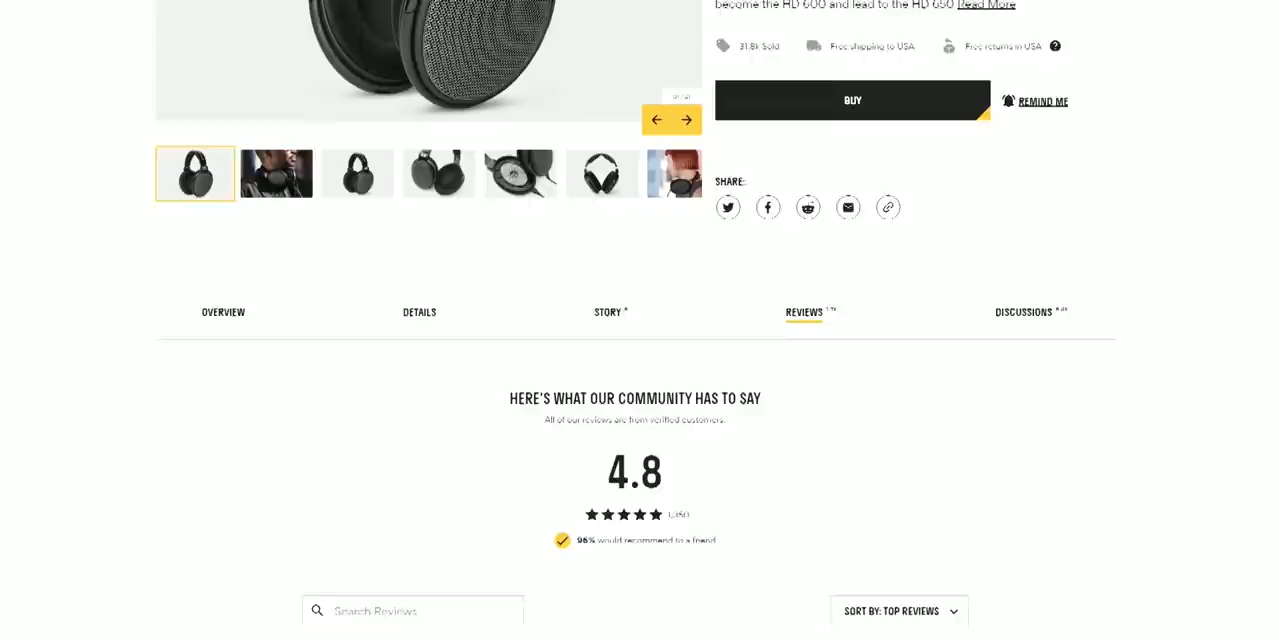 become the HD 600 and lead to the HD 650 Read More
31.8k Sold
Free shipping to USA
Free returns in USA
BUY
REMIND ME
SHARE:
OVERVIEW
DETAILS
STORY
REVIEWS
DISCUSSIONS
HERE'S WHAT OUR COMMUNITY HAS TO SAY
All of our reviews are from verified customers.
4.8
96% would recommend to a friend
Search Reviews
SORT BY: TOP REVIEWS